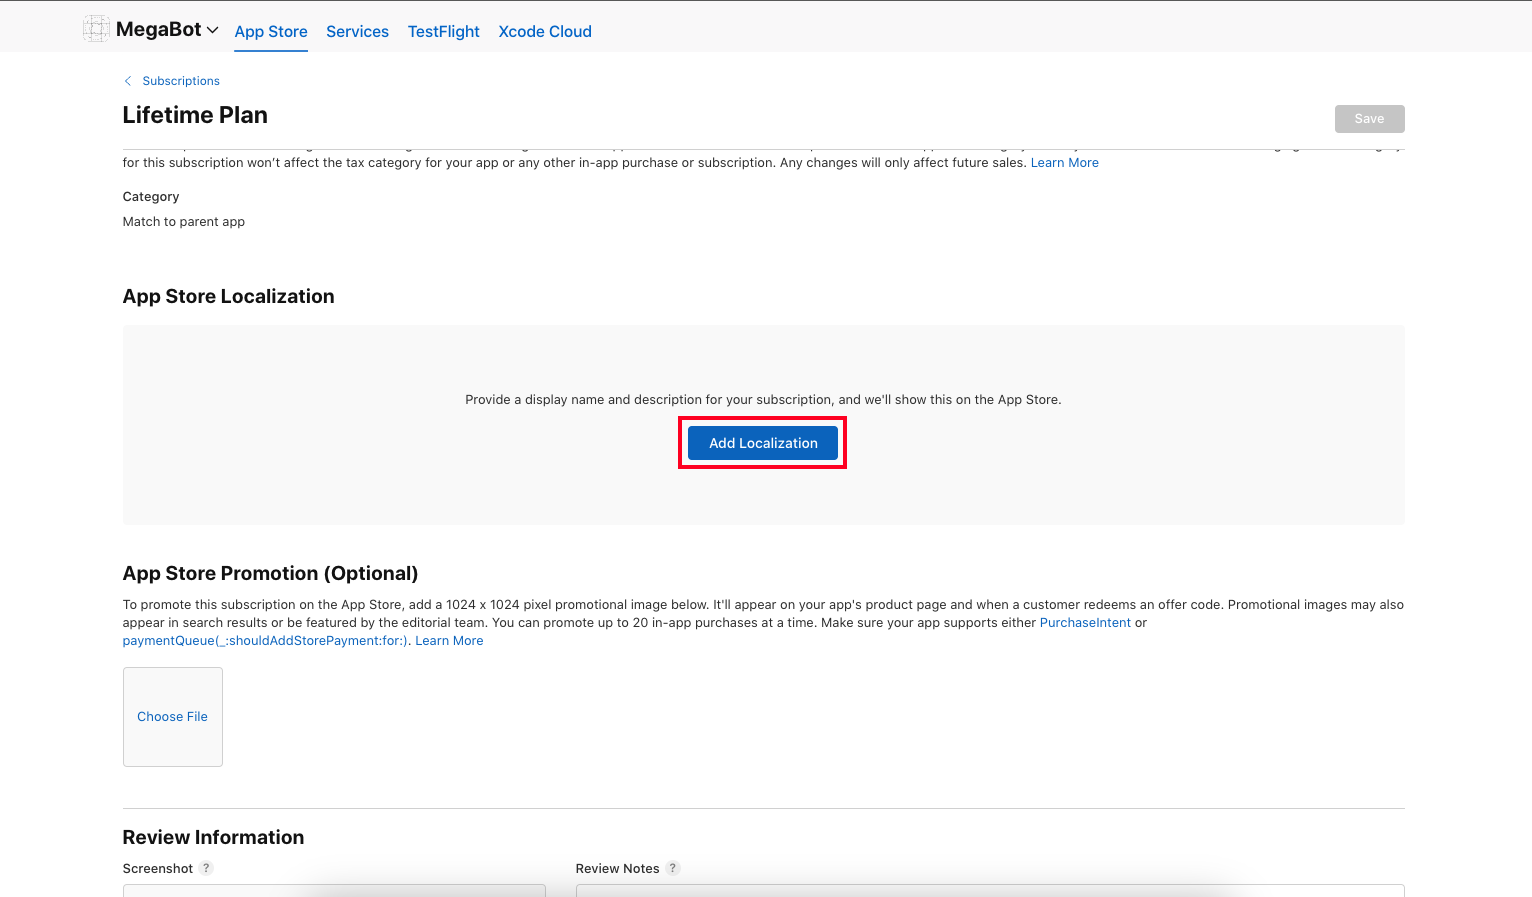 MegaBot
App Store
Services
TestFlight
Xcode Cloud
Subscriptions
Lifetime Plan
Save
for this subscription won’t affect the tax category for your app or any other in-app purchase or subscription. Any changes will only affect future sales. Learn More
Category
Match to parent app
App Store Localization
Provide a display name and description for your subscription, and we'll show this on the App Store.
Add Localization
App Store Promotion (Optional)
To promote this subscription on the App Store, add a 1024 x 1024 pixel promotional image below. It'll appear on your app's product page and when a customer redeems an offer code. Promotional images may also
appear in search results or be featured by the editorial team. You can promote up to 20 in-app purchases at a time. Make sure your app supports either PurchaseIntent or
paymentQueue(_:shouldAddStorePayment:for:). Learn More
Choose File
Review Information
Screenshot ?
Review Notes ?